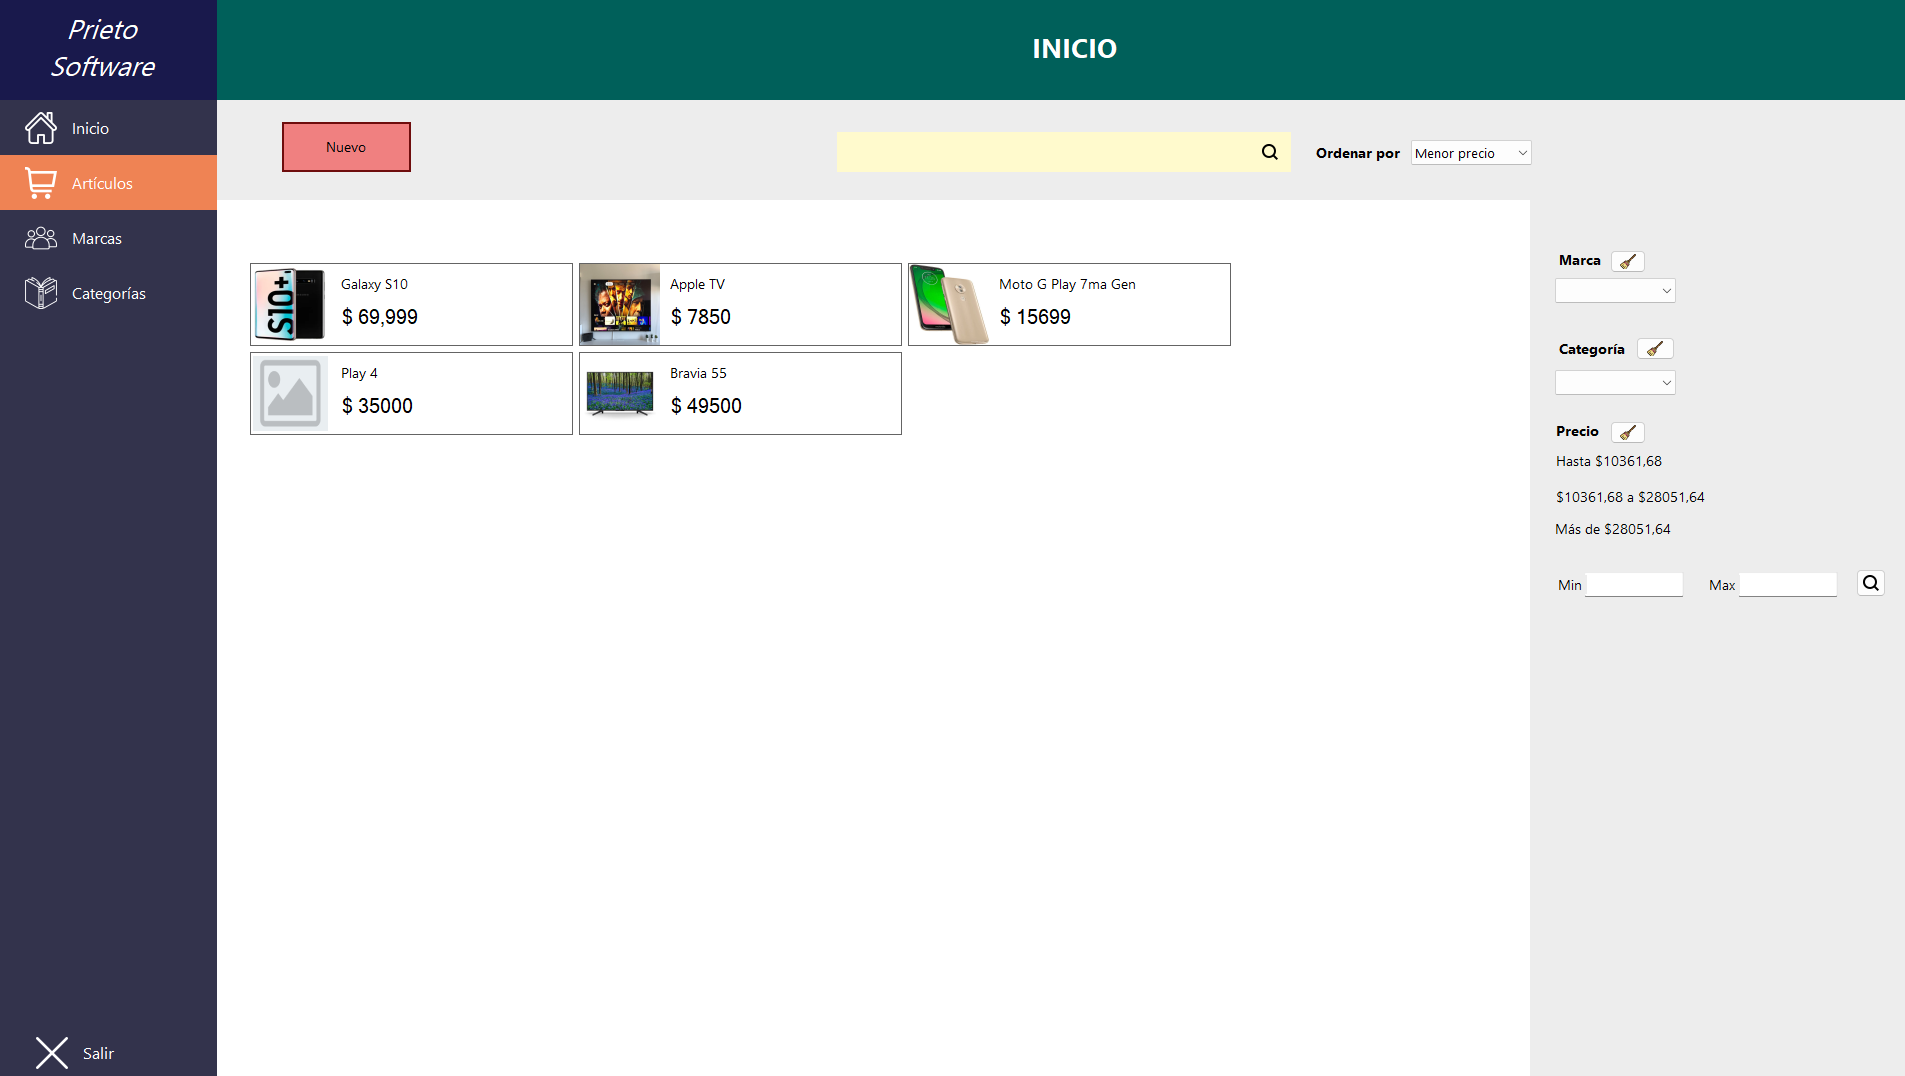 Prieto
Software
INICIO
Inicio
Artículos
Marcas
Categorías
Salir
Nuevo
Ordenar por
Menor precio
S10+
Galaxy S10
$ 69,999
Apple TV
$ 7850
Moto G Play 7ma Gen
$ 15699
Play 4
$ 35000
Bravia 55
$ 49500
Marca
Categoría
Precio
Hasta $10361,68
$10361,68 a $28051,64
Más de $28051,64
Min
Max